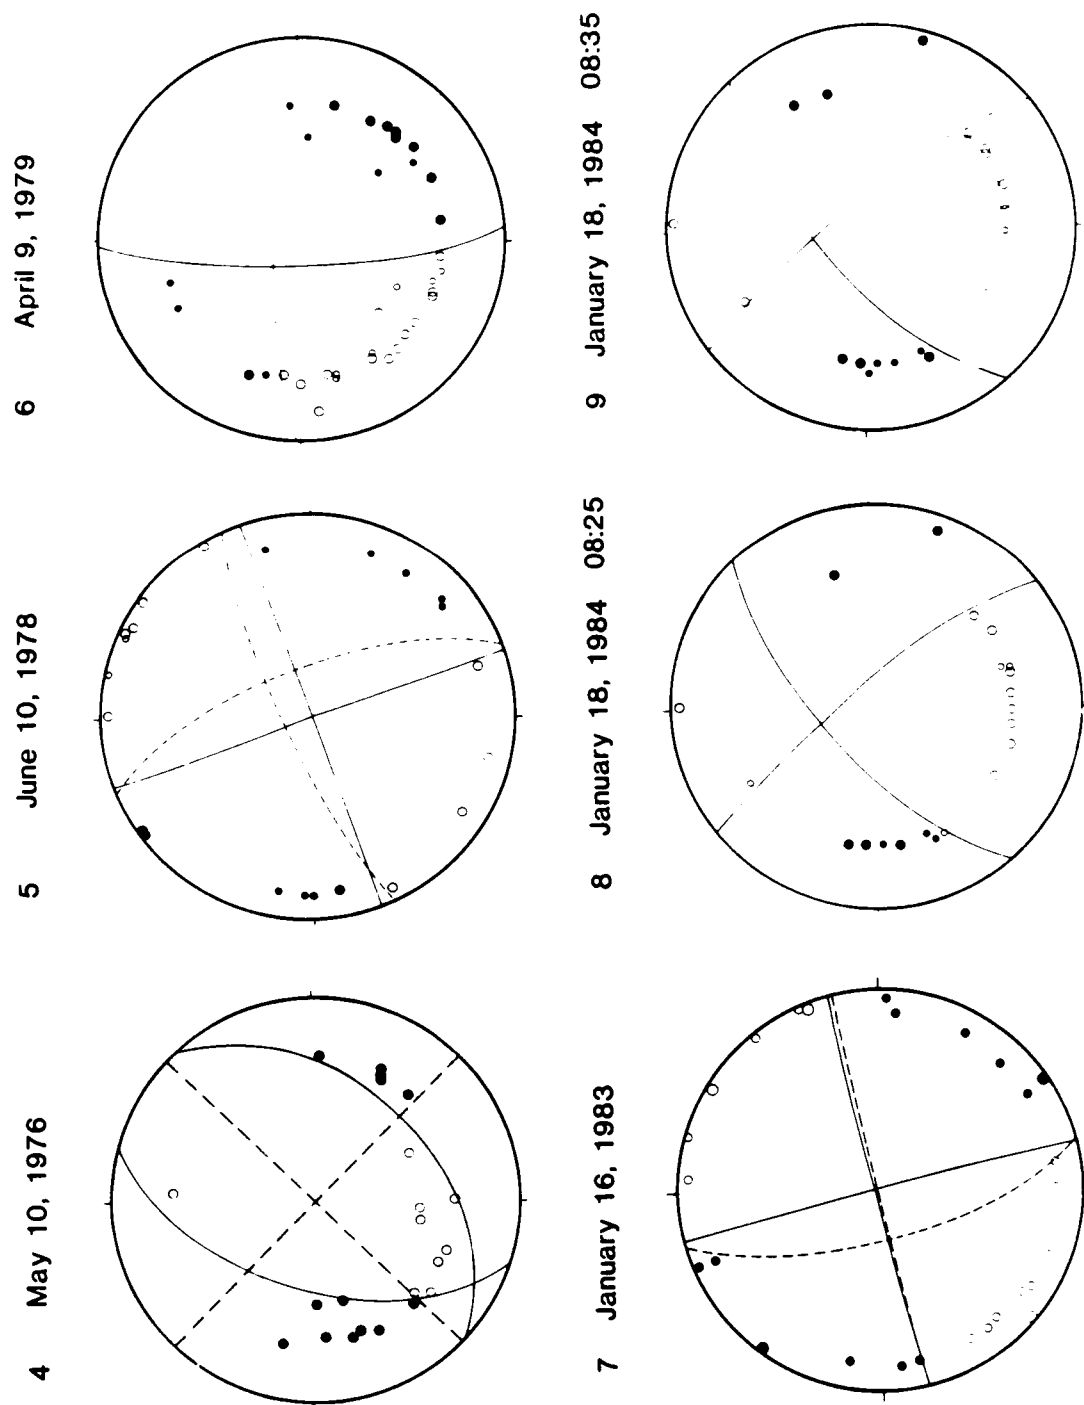 4 May 10, 1976
5 June 10, 1978
6 April 9, 1979
7 January 16, 1983
8 January 18, 1984 08:25
9 January 18, 1984 08:35